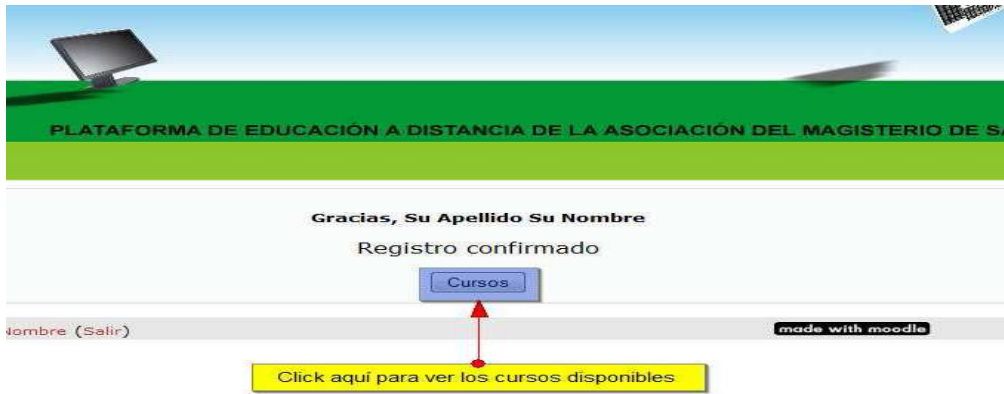 PLATAFORMA DE EDUCACIÓN A DISTANCIA DE LA ASOCIACIÓN DEL MAGISTERIO DE
Gracias, Su Apellido Su Nombre
Registro confirmado
Cursos
Nombre (Salir)
made with moodle
Click aquí para ver los cursos disponibles